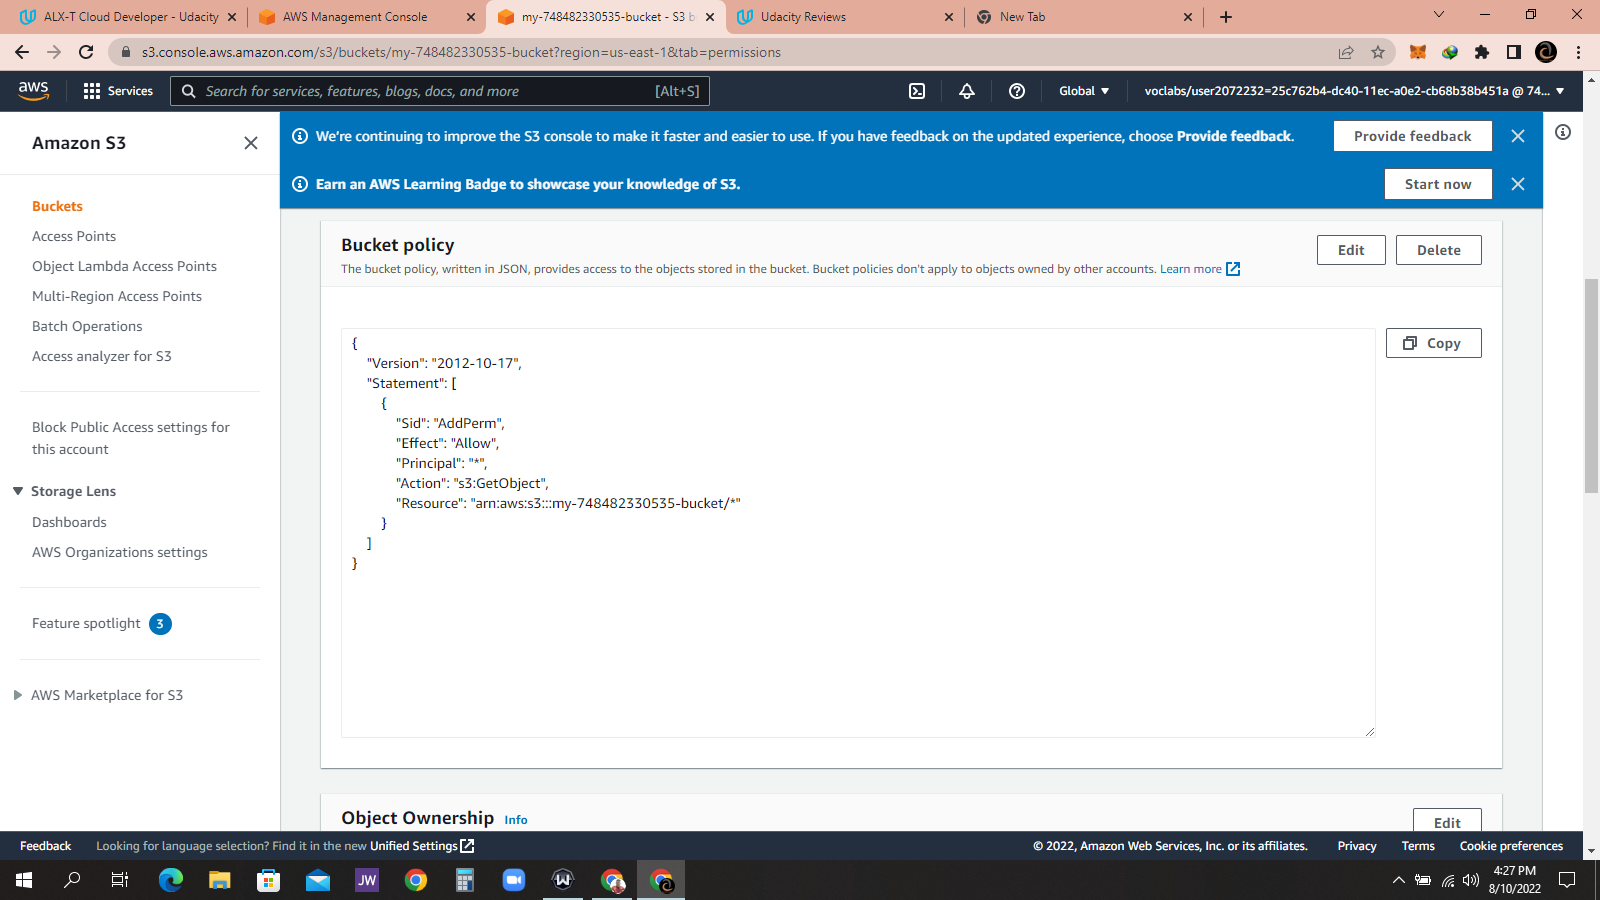 ALX-T Cloud Developer - Udacity
AWS Management Console
my-748482330535-bucket - S3 b
Udacity Reviews
New Tab
s3.console.aws.amazon.com/s3/buckets/my-748482330535-bucket?region=us-east-1&tab=permissions
aws
Services
Search for services, features, blogs, docs, and more
[Alt+S]
Global
voclabs/user2072232=25c762b4-dc40-11ec-a0e2-cb68b38b451a @ 74...
Amazon S3
Buckets
Access Points
Object Lambda Access Points
Multi-Region Access Points
Batch Operations
Access analyzer for S3
Block Public Access settings for
this account
Storage Lens
Dashboards
AWS Organizations settings
Feature spotlight 3
AWS Marketplace for S3
We're continuing to improve the S3 console to make it faster and easier to use. If you have feedback on the updated experience, choose Provide feedback.
Provide feedback
Earn an AWS Learning Badge to showcase your knowledge of S3.
Start now
Bucket policy
The bucket policy, written in JSON, provides access to the objects stored in the bucket. Bucket policies don't apply to objects owned by other accounts. Learn more
Edit
Delete
Copy
{
"Version": "2012-10-17",
"Statement": [
{
"Sid": "AddPerm",
"Effect": "Allow",
"Principal": "*",
"Action": "s3:GetObject",
"Resource": "arn:aws:s3:::my-748482330535-bucket/*"
}
]
}
Object Ownership Info
Edit
Feedback
Looking for language selection? Find it in the new Unified Settings
© 2022, Amazon Web Services, Inc. or its affiliates.
Privacy
Terms
Cookie preferences
JW
4:27 PM
8/10/2022